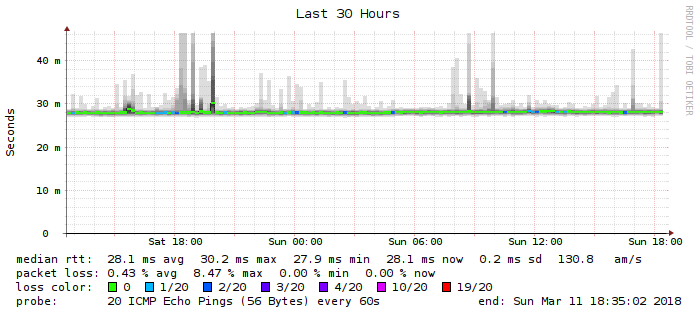 Last 30 Hours
RRDTOOL / TOBI OETIKER
Seconds
40 m
30 m
20 m
10 m
0
Sat 18:00 Sun 00:00 Sun 06:00 Sun 12:00 Sun 18:00
median rtt: 28.1 ms avg 30.2 ms max 27.9 ms min 28.1 ms now 0.2 ms sd 130.8 am/s
packet loss: 0.43 % avg 8.47 % max 0.00 % min 0.00 % now
loss color: 0 1/20 2/20 3/20 4/20 10/20 19/20
probe: 20 ICMP Echo Pings (56 Bytes) every 60s end: Sun Mar 11 18:35:02 2018